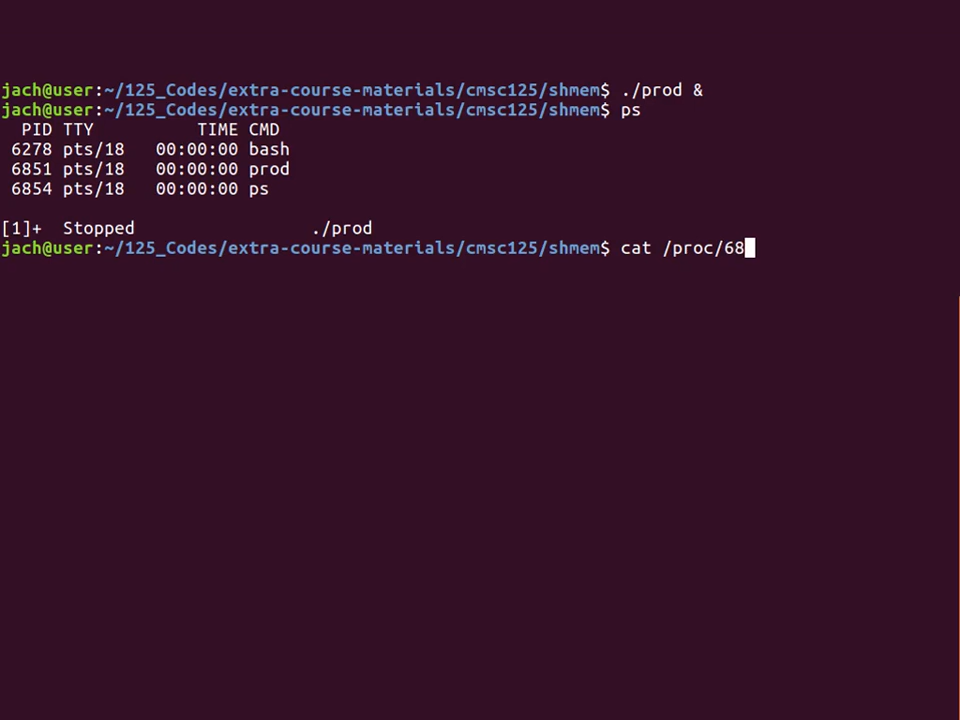 jach@user:~/125_Codes/extra-course-materials/cmsc125/shmem$ ./prod &
jach@user:~/125_Codes/extra-course-materials/cmsc125/shmem$ ps
  PID TTY          TIME CMD
 6278 pts/18   00:00:00 bash
 6851 pts/18   00:00:00 prod
 6854 pts/18   00:00:00 ps
[1]+  Stopped                 ./prod
jach@user:~/125_Codes/extra-course-materials/cmsc125/shmem$ cat /proc/68